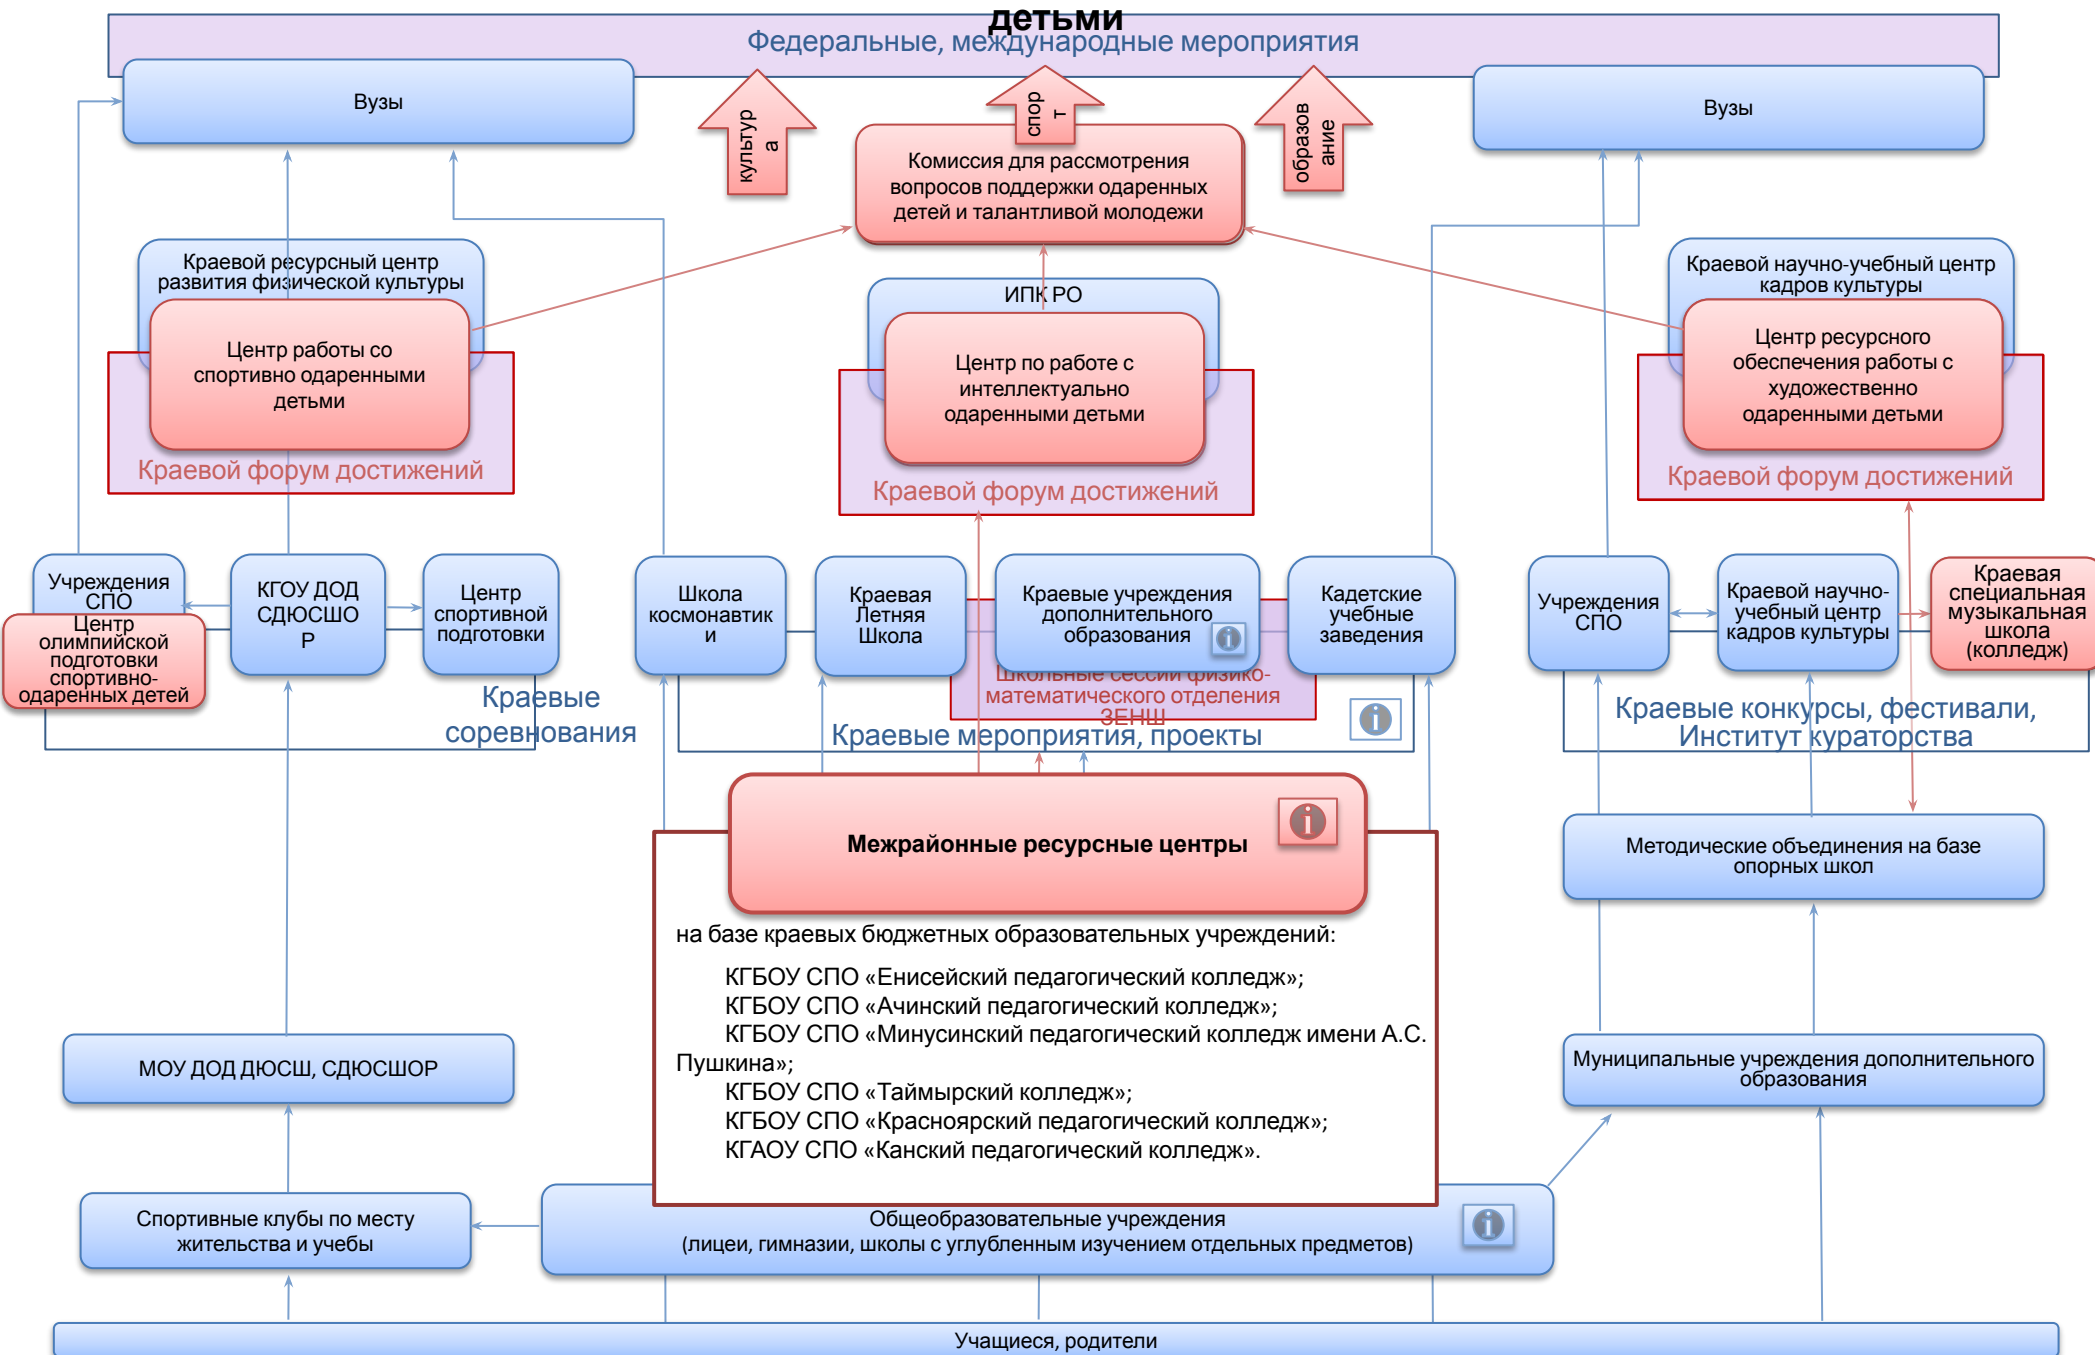 детьми
Федеральные, международные мероприятия
Вузы
Вузы
культур
а
спор
т
образов
ание
Комиссия для рассмотрения
вопросов поддержки одаренных
детей и талантливой молодежи
Краевой ресурсный центр
развития физической культуры
Центр работы со
спортивно одаренными
детьми
Краевой форум достижений
ИПК РО
Центр по работе с
интеллектуально
одаренными детьми
Краевой форум достижений
Краевой научно-учебный центр
кадров культуры
Центр ресурсного
обеспечения работы с
художественно
одаренными детьми
Краевой форум достижений
Учреждения
СПО
Центр
олимпийской
подготовки
спортивно-
одаренных детей
КГОУ ДОД
СДЮСШО
Р
Центр
спортивной
подготовки
Краевые
соревнования
Школа
космонавтик
и
Краевая
Летняя
Школа
Краевые учреждения
дополнительного
образования
Кадетские
учебные
заведения
Школьные сессии физико-
математического отделения
ЗЕНШ
Краевые мероприятия, проекты
Учреждения
СПО
Краевой научно-
учебный центр
кадров культуры
Краевая
специальная
музыкальная
школа
(колледж)
Краевые конкурсы, фестивали,
Институт кураторства
Межрайонные ресурсные центры
на базе краевых бюджетных образовательных учреждений:
КГБОУ СПО «Енисейский педагогический колледж»;
КГБОУ СПО «Ачинский педагогический колледж»;
КГБОУ СПО «Минусинский педагогический колледж имени А.С.
Пушкина»;
КГБОУ СПО «Таймырский колледж»;
КГБОУ СПО «Красноярский педагогический колледж»;
КГАОУ СПО «Канский педагогический колледж».
Методические объединения на базе
опорных школ
МОУ ДОД ДЮСШ, СДЮСШОР
Муниципальные учреждения дополнительного
образования
Спортивные клубы по месту
жительства и учебы
Общеобразовательные учреждения
(лицеи, гимназии, школы с углубленным изучением отдельных предметов)
Учащиеся, родители